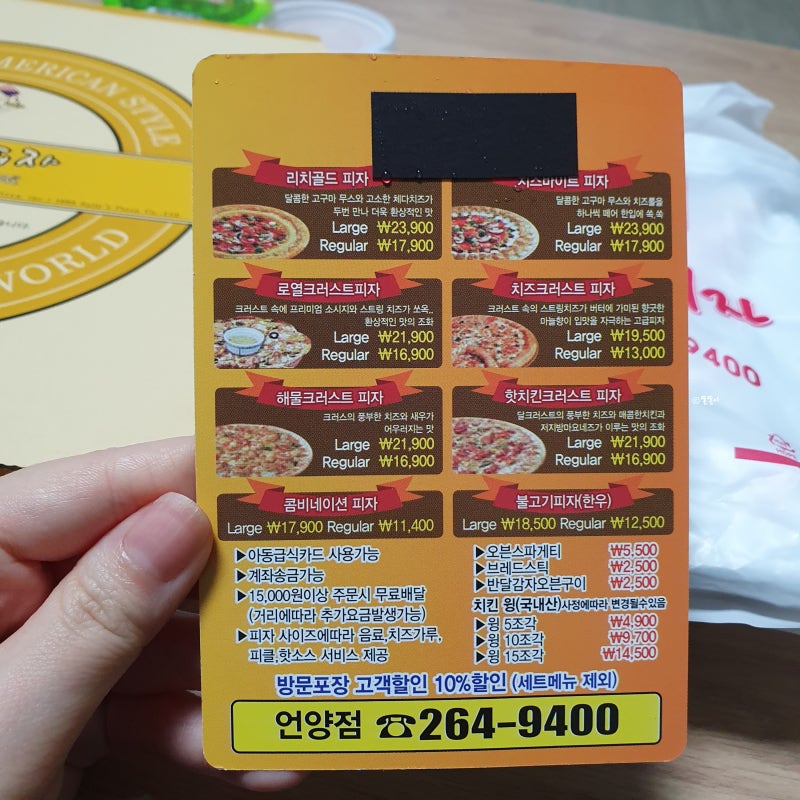 AMERICAN STYLE
WORLD
리치골드 피자
달콤한 고구마 무스와 고소한 체다치즈가
두번 만나 더욱 환상적인 맛
Large ₩23,900
Regular ₩17,900
치즈바이트 피자
달콤한 고구마 무스와 치즈롤을
하나씩 떼어 한입에 쏙,쏙
Large ₩23,900
Regular ₩17,900
로열크러스트피자
크러스트 속에 프리미엄 소시지와 스트링 치즈가 쏘옥..
환상적인 맛의 조화
Large ₩21,900
Regular ₩16,900
치즈크러스트 피자
크러스트 속의 스트링치즈가 버터에 가미된 향긋한
마늘향이 입맛을 자극하는 고급피자
Large ₩19,500
Regular ₩13,000
해물크러스트 피자
크러스의 풍부한 치즈와 새우가
어우러지는 맛
Large ₩21,900
Regular ₩16,900
핫치킨크러스트 피자
달크러스트의 풍부한 치즈와 매콤한치킨과
저지방마요네즈가 이루는 맛의 조화
Large ₩21,900
Regular ₩16,900
콤비네이션 피자
Large ₩17,900 Regular ₩11,400
불고기피자(한우)
Large ₩18,500 Regular ₩12,500
▶아동급식카드 사용가능
▶계좌송금가능
▶15,000원이상 주문시 무료배달
(거리에따라 추가요금발생가능)
▶피자 사이즈에따라 음료,치즈가루,
피클,핫소스 서비스 제공
▶오븐스파게티 ₩5,500
▶브레드스틱 ₩2,500
▶반달감자오븐구이 ₩2,500
치킨 윙(국내산)사정에따라 변경될수있음
▶윙 5조각 ₩4,900
▶윙 10조각 ₩9,700
▶윙 15조각 ₩14,500
방문포장 고객할인 10%할인 (세트메뉴 제외)
언양점 ☎264-9400
피자
9400